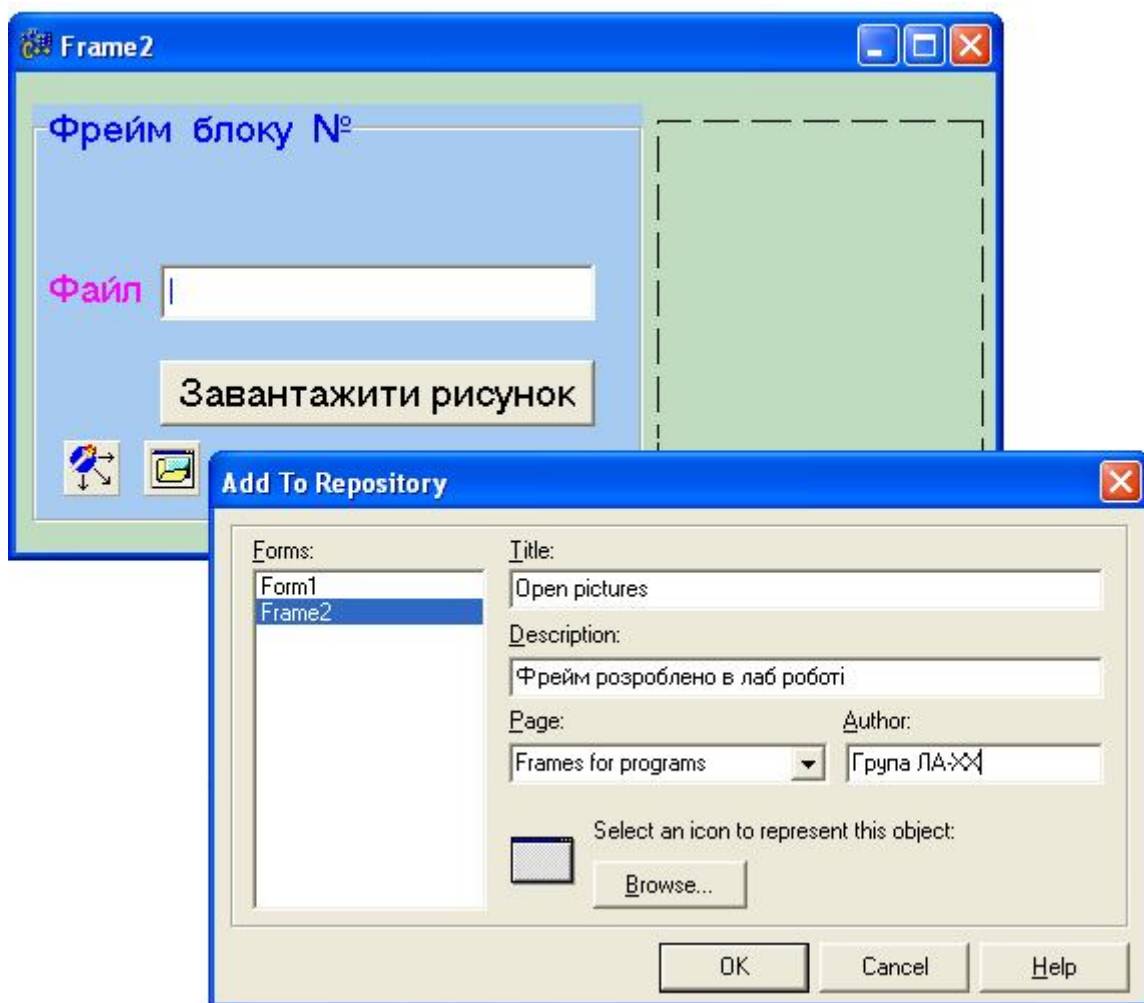 Frame2
Фрейм блоку №
Файл
Завантажити рисунок
Add To Repository
Forms:
Form1
Frame2
Title:
Open pictures
Description:
Фрейм розроблено в лаб роботі
Page:
Author:
Frames for programs
Група ЛА-ХХ
Select an icon to represent this object:
Browse...
OK
Cancel
Help